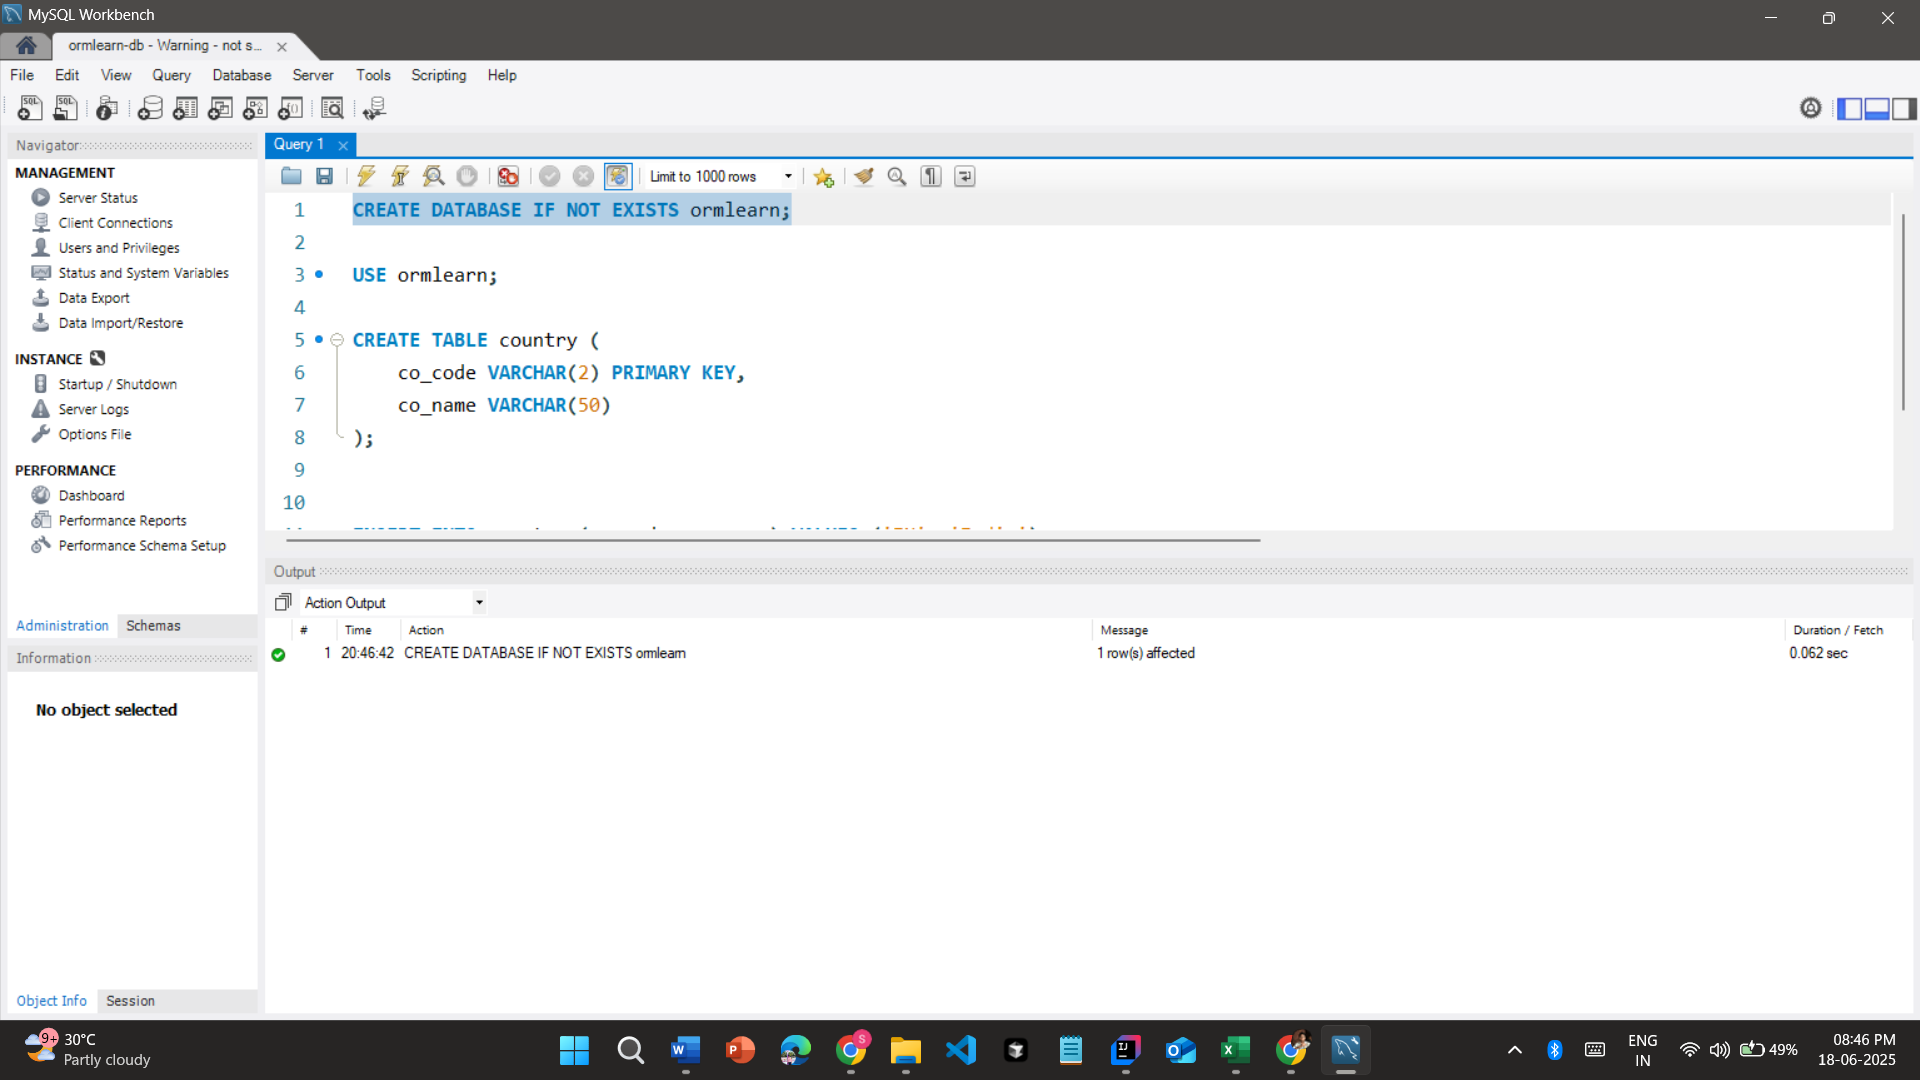 MySQL Workbench
ormlearn-db - Warning - not s...
File Edit View Query Database Server Tools Scripting Help
Navigator
MANAGEMENT
Server Status
Client Connections
Users and Privileges
Status and System Variables
Data Export
Data Import/Restore
INSTANCE
Startup / Shutdown
Server Logs
Options File
PERFORMANCE
Dashboard
Performance Reports
Performance Schema Setup
Administration Schemas
Information
No object selected
Object Info Session
Query 1
Limit to 1000 rows
1 CREATE DATABASE IF NOT EXISTS ormlearn;
2
3 USE ormlearn;
4
5 CREATE TABLE country (
6 co_code VARCHAR(2) PRIMARY KEY,
7 co_name VARCHAR(50)
8 );
9
10
Output
Action Output
# Time Action Message Duration / Fetch
1 20:46:42 CREATE DATABASE IF NOT EXISTS ormlearn 1 row(s) affected 0.062 sec
9+ 30°C
Partly cloudy
ENG
IN
49%
08:46 PM
18-06-2025